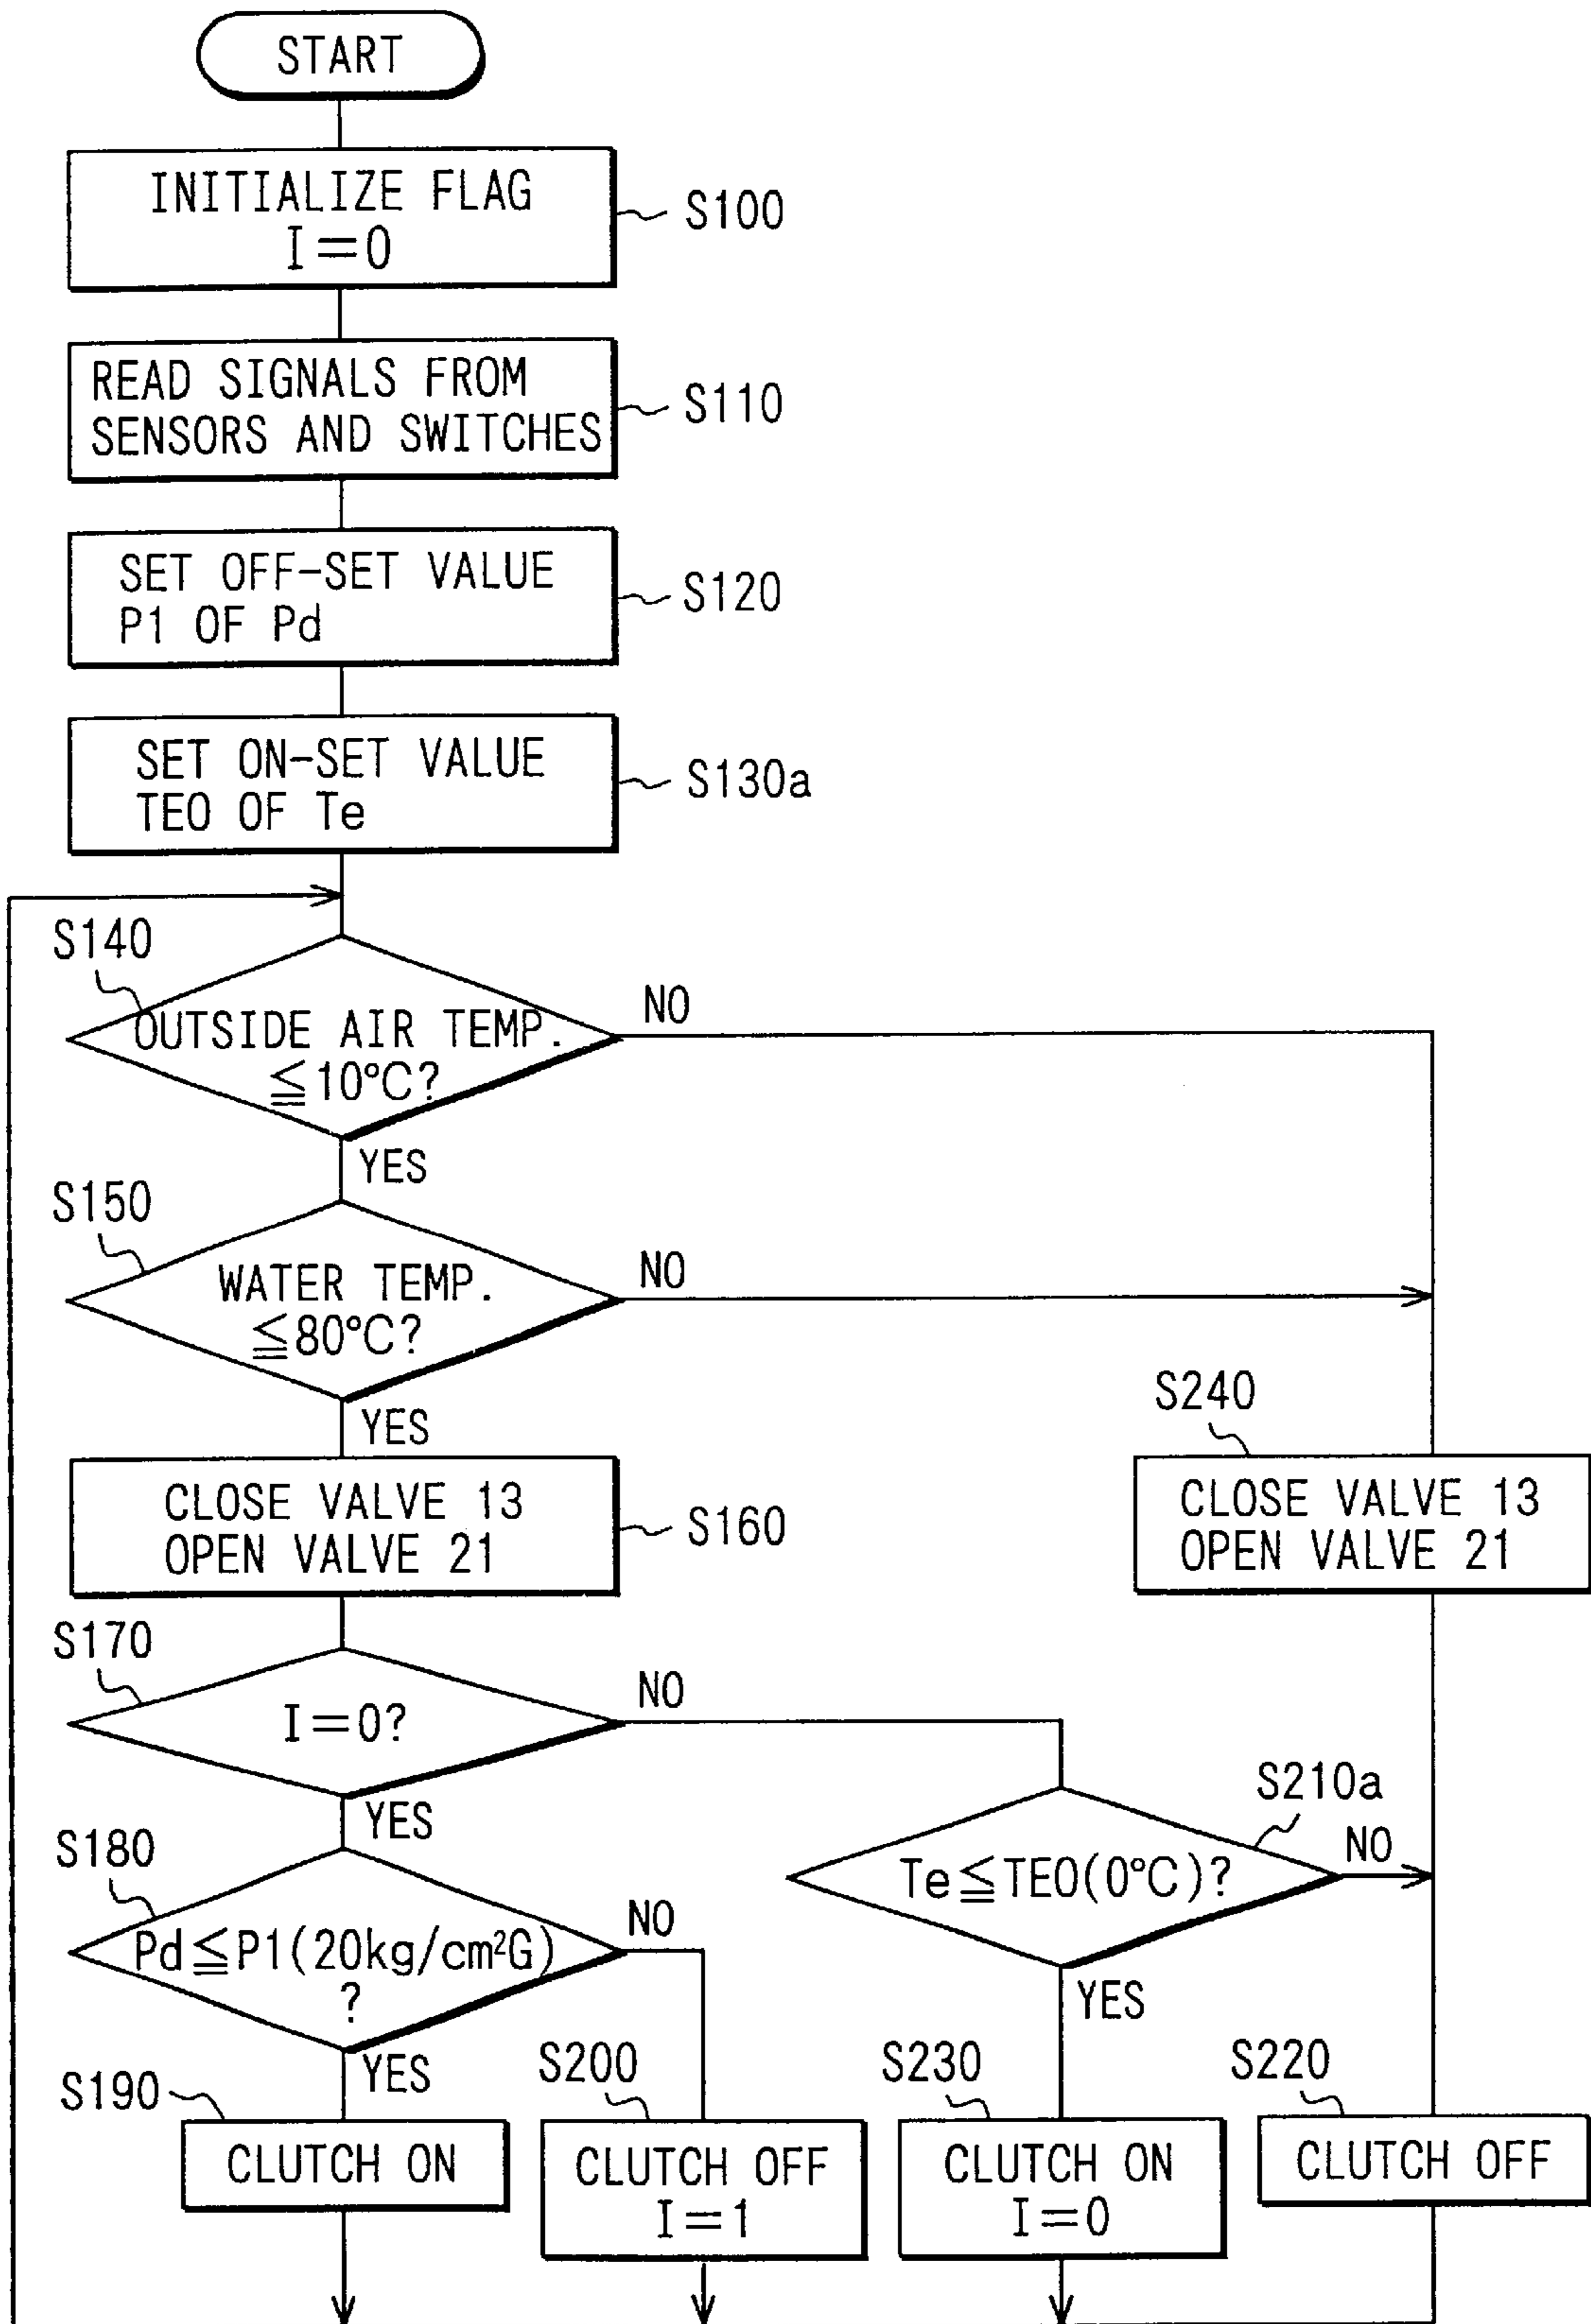 START
INITIALIZE FLAG
I=0
S100
READ SIGNALS FROM
SENSORS AND SWITCHES
S110
SET OFF-SET VALUE
P1 OF Pd
S120
SET ON-SET VALUE
TEO OF Te
S130a
S140
OUTSIDE AIR TEMP.
≦10°C?
NO
YES
S150
WATER TEMP.
≦80°C?
NO
YES
CLOSE VALVE 13
OPEN VALVE 21
S160
S240
CLOSE VALVE 13
OPEN VALVE 21
S170
I=0?
NO
YES
S210a
Te≦TEO(0°C)?
NO
YES
S180
Pd≦P1(20kg/cm²G)
?
NO
YES
S190
CLUTCH ON
S200
CLUTCH OFF
I=1
S230
CLUTCH ON
I=0
S220
CLUTCH OFF